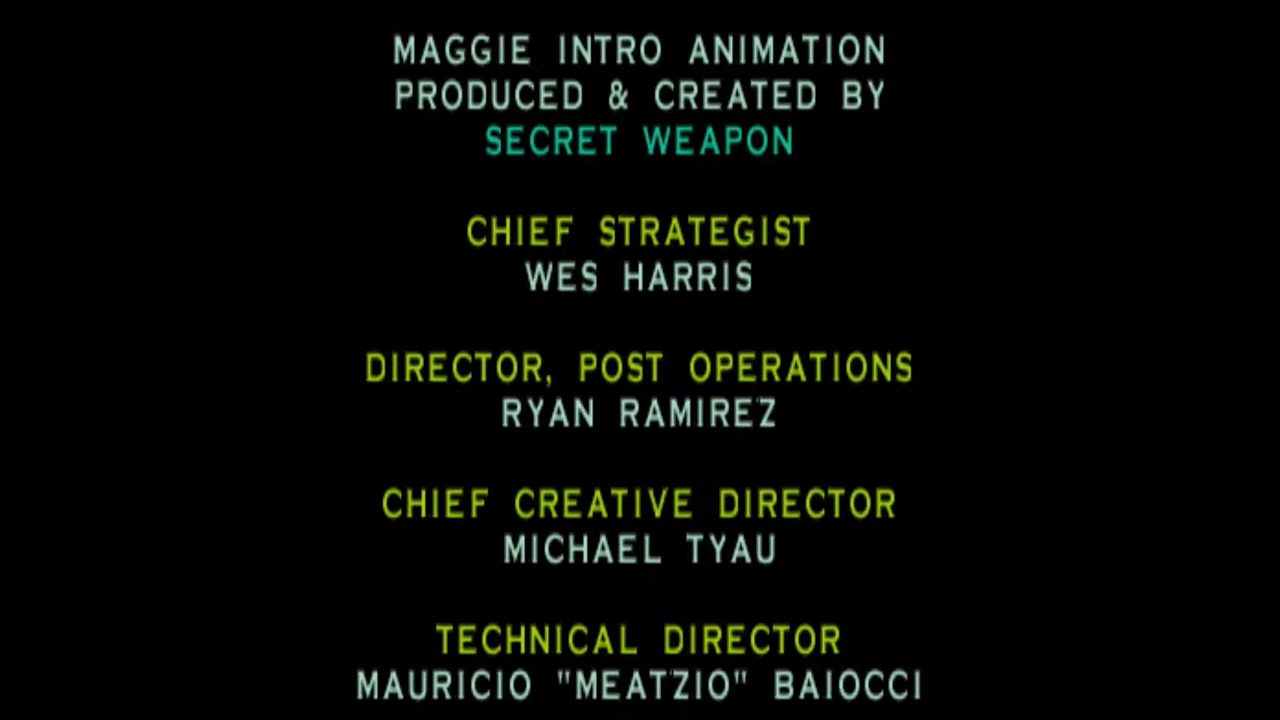 MAGGIE INTRO ANIMATION
PRODUCED & CREATED BY
SECRET WEAPON
CHIEF STRATEGIST
WES HARRIS
DIRECTOR, POST OPERATIONS
RYAN RAMIREZ
CHIEF CREATIVE DIRECTOR
MICHAEL TYAU
TECHNICAL DIRECTOR
MAURICIO "MEATZIO" BAIOCCI